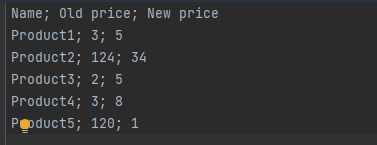 Name; Old price; New price
Product1; 3; 5
Product2; 124; 34
Product3; 2; 5
Product4; 3; 8
Product5; 120; 1